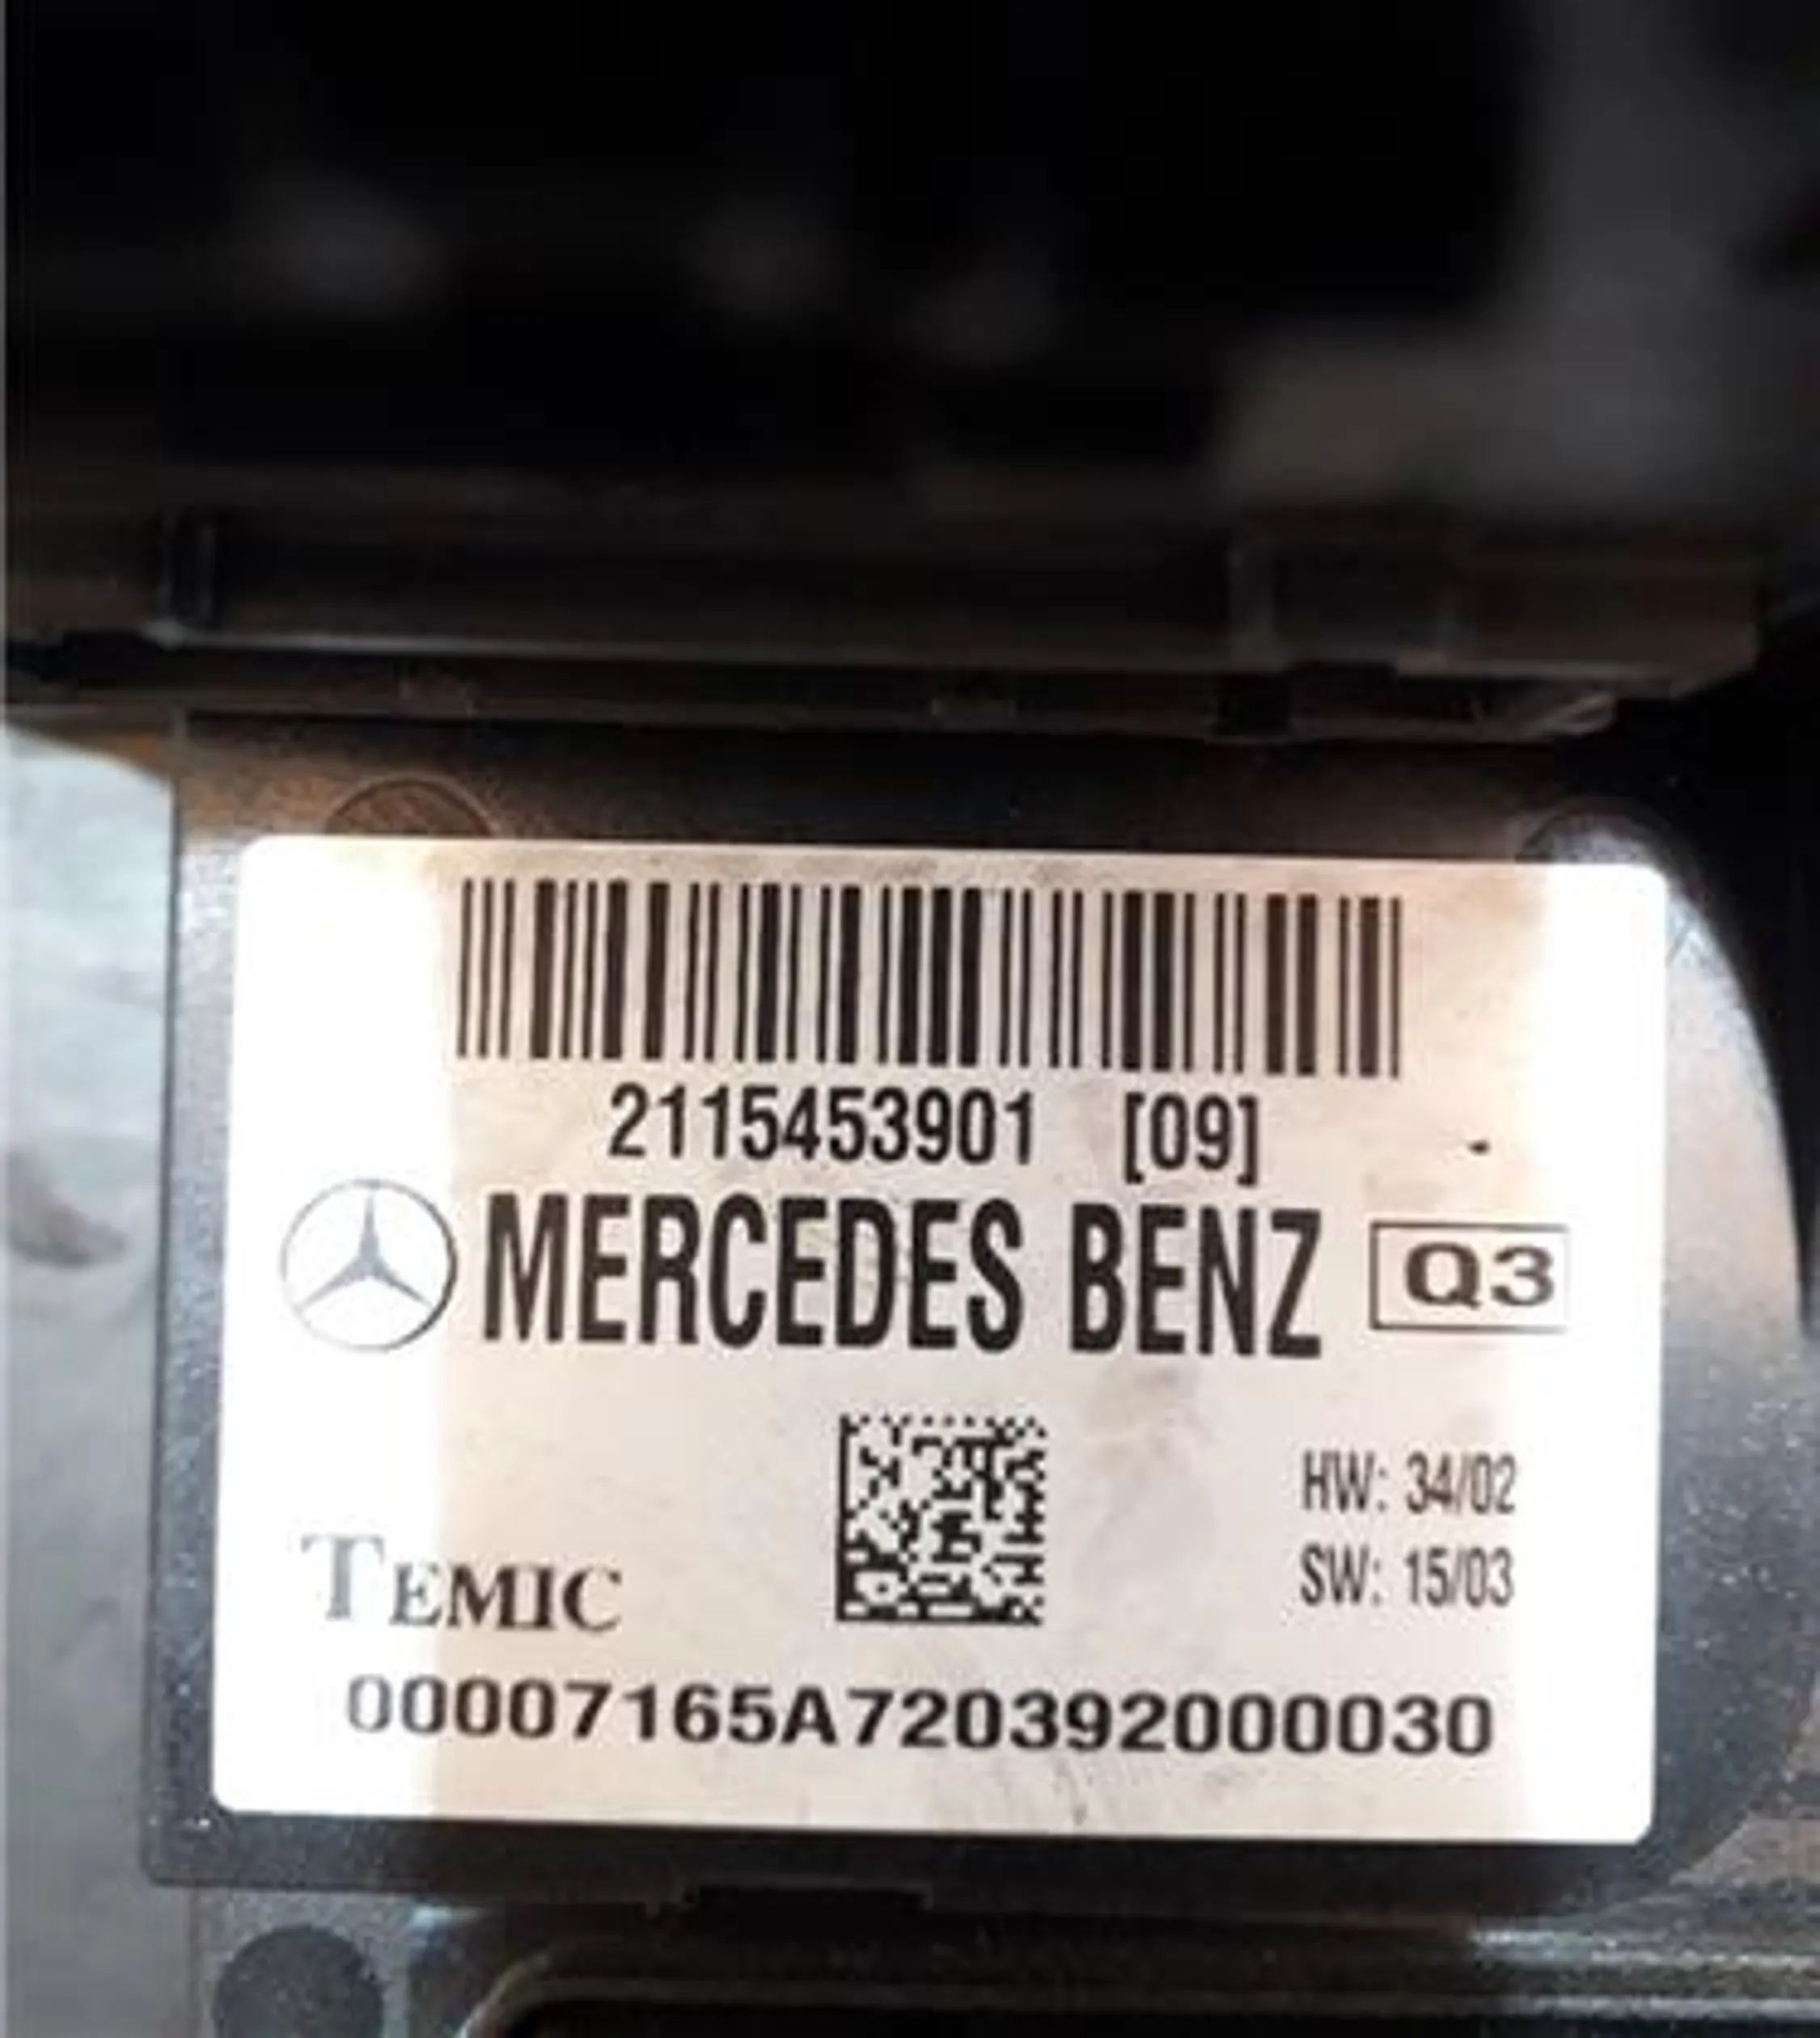 2115453901 [09]
MERCEDES BENZ Q3
HW: 34/02
SW: 15/03
TEMIC
00007165A720392000030